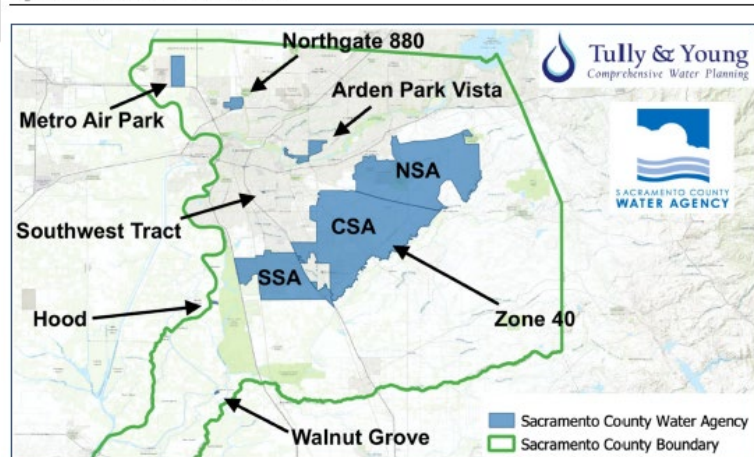 Northgate 880
Tully & Young
Comprehensive Water Planning
Arden Park Vista
Metro Air Park
NSA
SACRAMENTO COUNTY
WATER AGENCY
Southwest Tract
CSA
SSA
Hood
Zone 40
Walnut Grove
Sacramento County Water Agency
Sacramento County Boundary